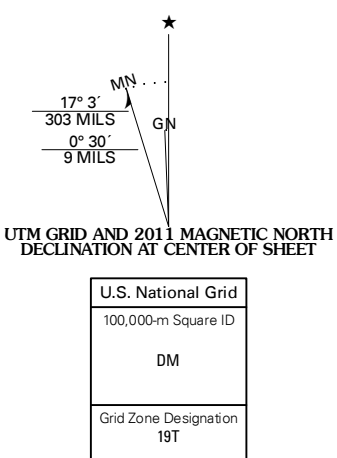 ★
MN
17° 3´
303 MILS
GN
0° 30´
9 MILS
UTM GRID AND 2011 MAGNETIC NORTH
DECLINATION AT CENTER OF SHEET
U.S. National Grid
100,000-m Square ID
DM
Grid Zone Designation
19T